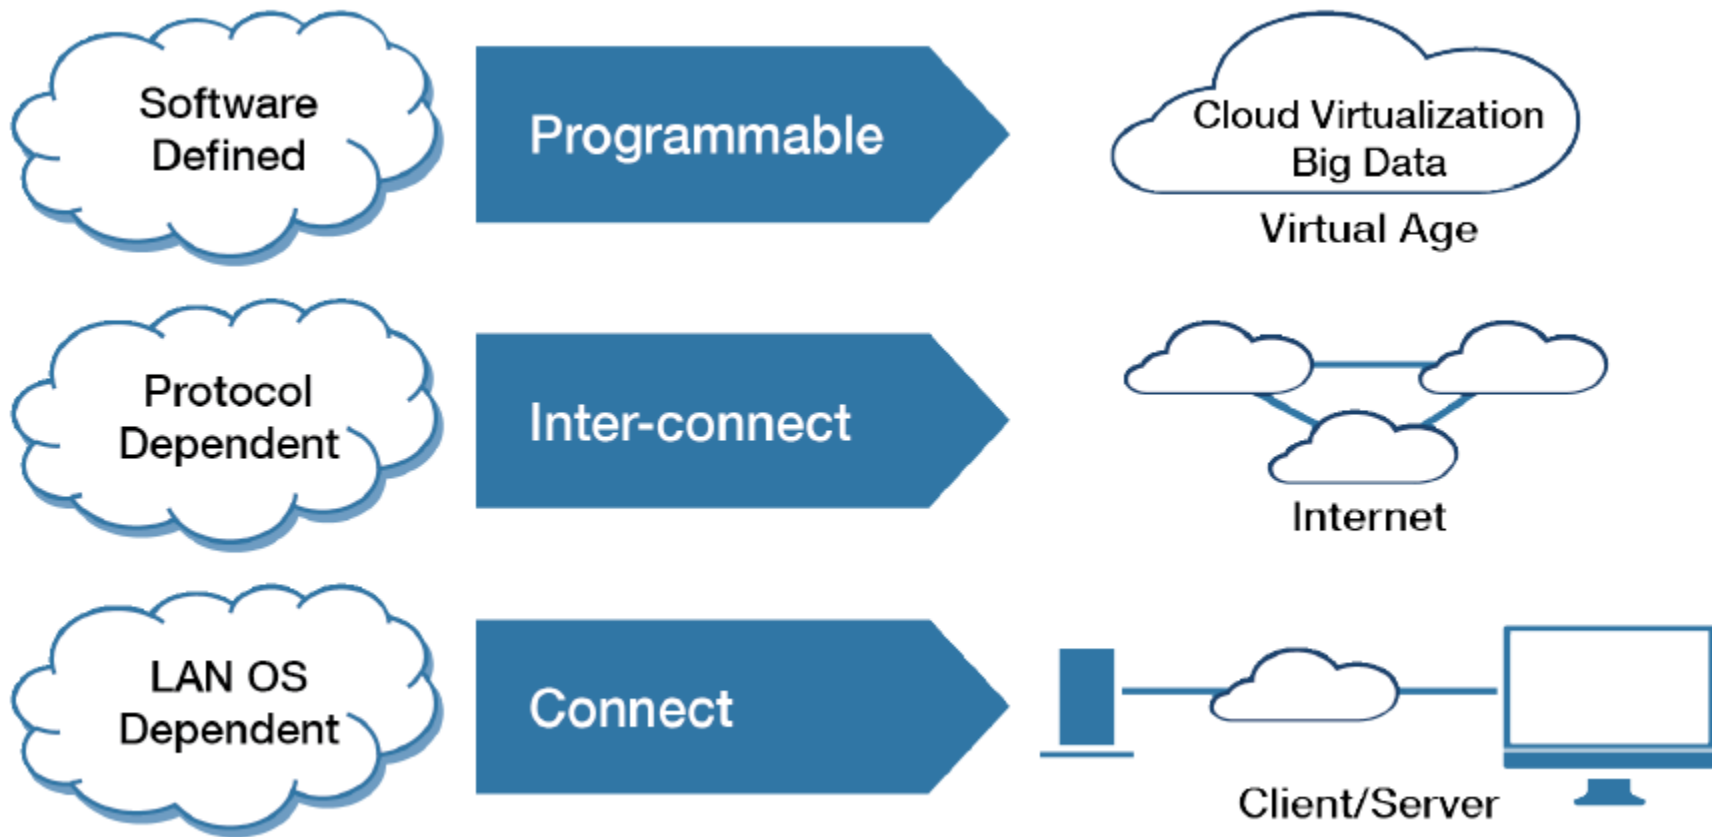 Software
Defined
Programmable
Cloud Virtualization
Big Data
Virtual Age
Protocol
Dependent
Inter-connect
Internet
LAN OS
Dependent
Connect
Client/Server